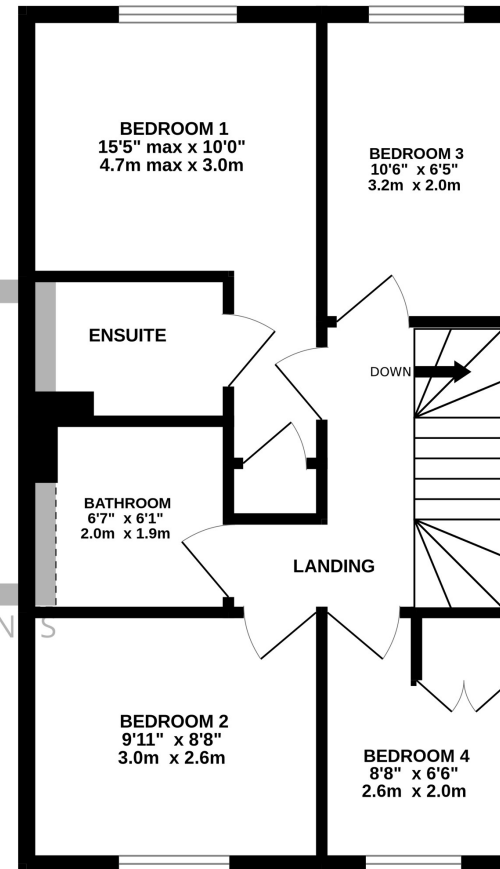 BEDROOM 1
15'5" max x 10'0"
4.7m max x 3.0m
BEDROOM 3
10'6" x 6'5"
3.2m x 2.0m
ENSUITE
DOWN
BATHROOM
6'7" x 6'1"
2.0m x 1.9m
LANDING
N S
BEDROOM 2
9'11" x 8'8"
3.0m x 2.6m
BEDROOM 4
8'8" x 6'6"
2.6m x 2.0m